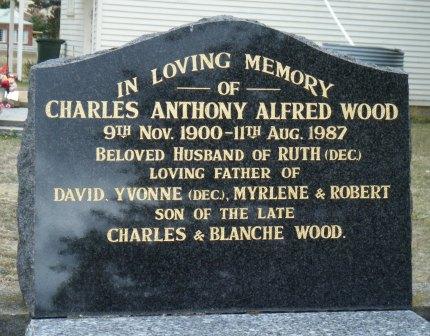 IN LOVING MEMORY
OF
CHARLES ANTHONY ALFRED WOOD
9TH NOV. 1900-11TH AUG. 1987
BELOVED HUSBAND OF RUTH (DEC.)
LOVING FATHER OF
DAVID, YVONNE (DEC.), MYRLENE & ROBERT
SON OF THE LATE
CHARLES & BLANCHE WOOD.